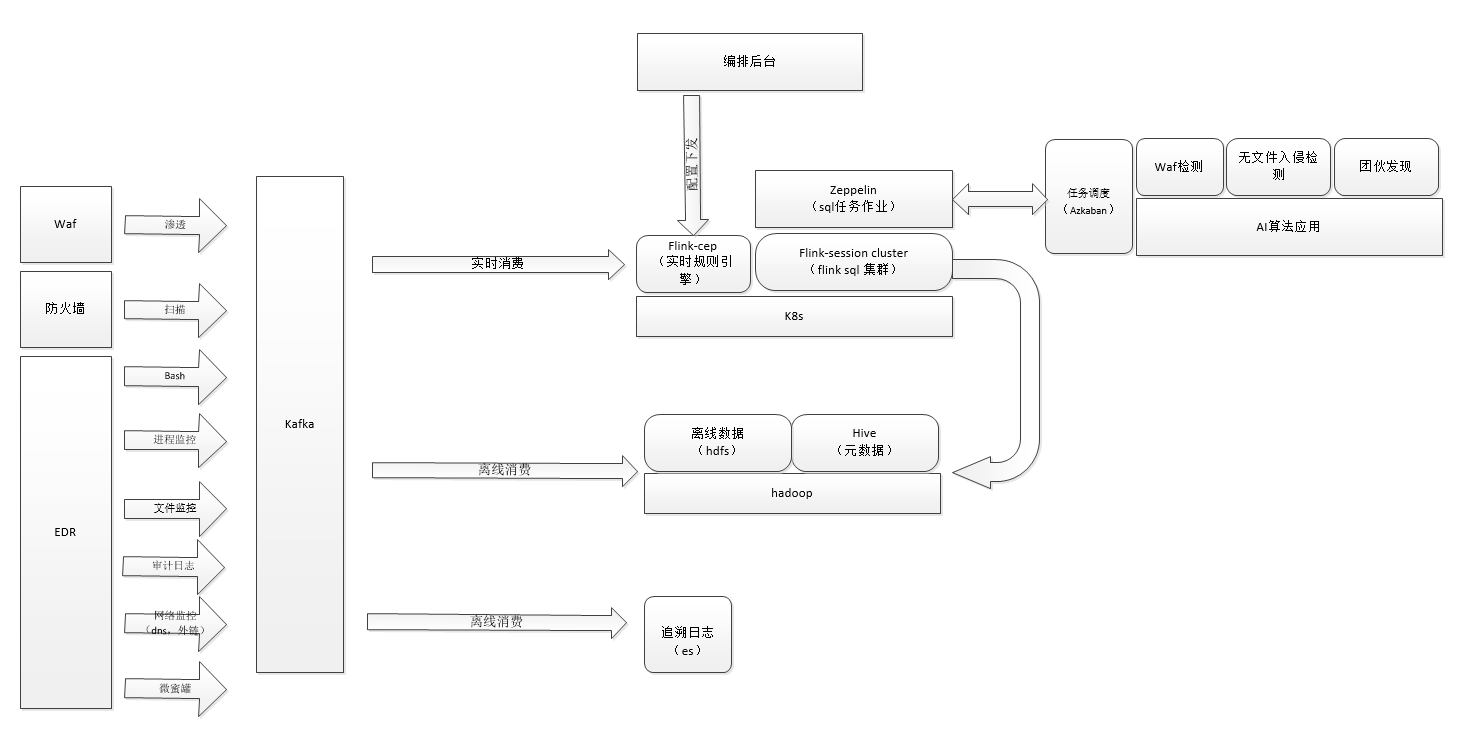 编排后台
配置下发
Waf
防火墙
EDR
渗透
扫描
Bash
进程监控
文件监控
审计日志
网络监控
（dns，外链）
微蜜罐
Kafka
实时消费
离线消费
离线消费
Flink-cep
（实时规则引
擎）
Zeppelin
（sql任务作业）
Flink-session cluster
（flink sql 集群）
K8s
任务调度
（Azkaban）
Waf检测
无文件入侵检
测
团伙发现
AI算法应用
离线数据
（hdfs）
Hive
（元数据）
hadoop
追溯日志
（es）